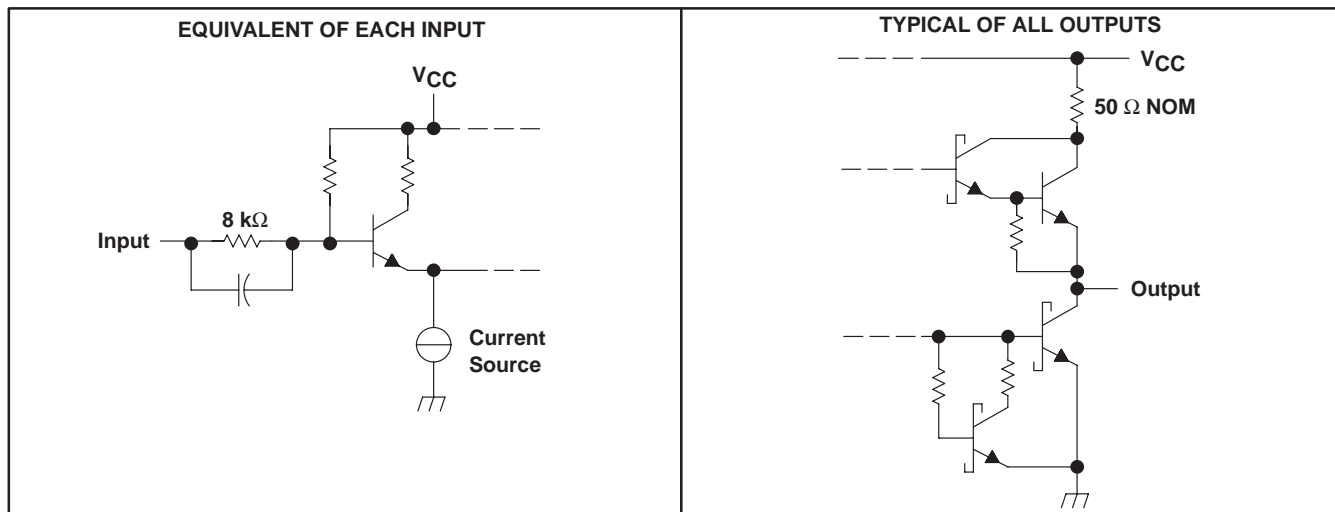 EQUIVALENT OF EACH INPUT
VCC
8 kΩ
Input
Current
Source
TYPICAL OF ALL OUTPUTS
VCC
50 Ω NOM
Output